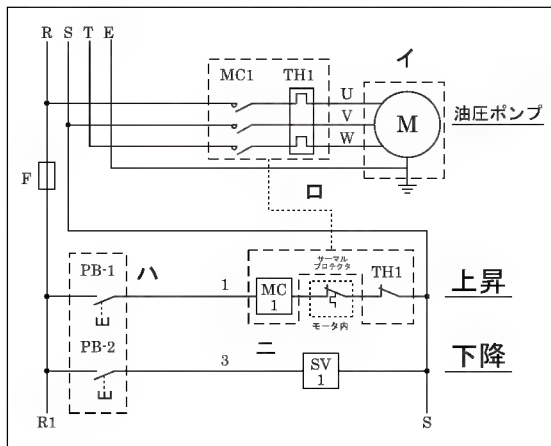 R S T E
イ
MC1 TH1
U
V
W
M
油圧ポンプ
F
ロ
サーマル
プロテクタ
PB-1
ハ
1
MC
1
TH1
上昇
モータ内
PB-2
ニ
下降
3
SV
1
R1
S